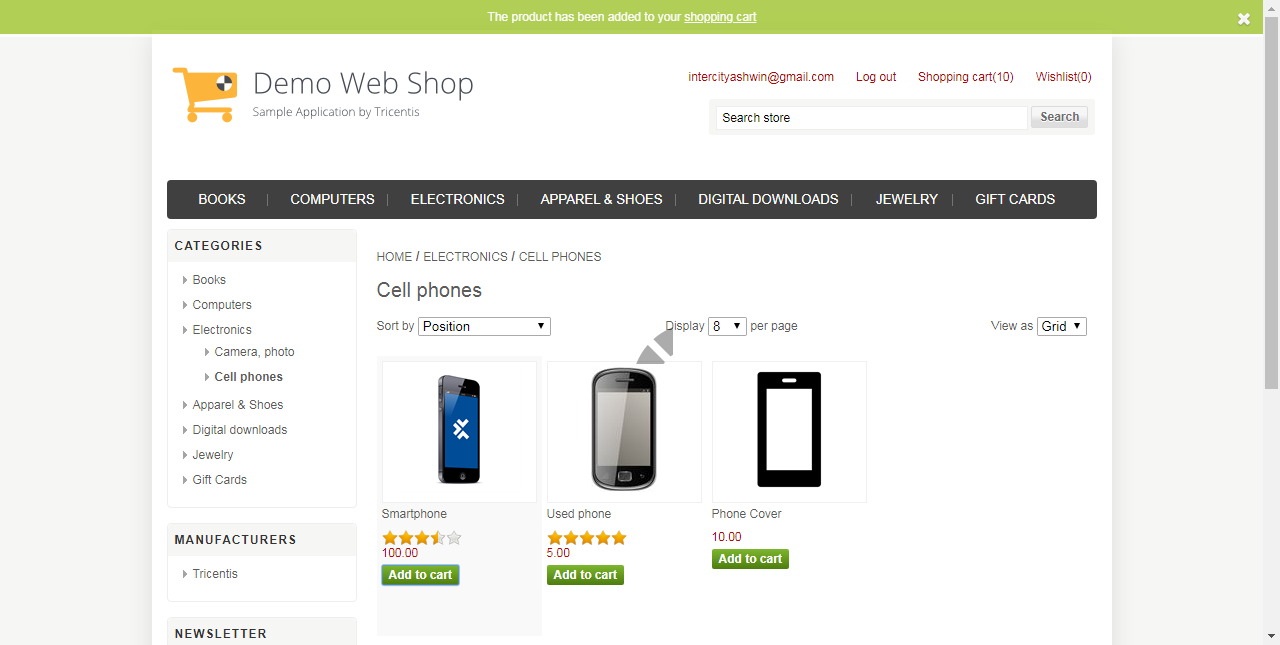 The product has been added to your shopping cart
Demo Web Shop
Sample Application by Tricentis
intercityashwin@gmail.com Log out Shopping cart(10) Wishlist(0)
Search store Search
BOOKS COMPUTERS ELECTRONICS APPAREL & SHOES DIGITAL DOWNLOADS JEWELRY GIFT CARDS
CATEGORIES
Books
Computers
Electronics
Camera, photo
Cell phones
Apparel & Shoes
Digital downloads
Jewelry
Gift Cards
MANUFACTURERS
Tricentis
NEWSLETTER
HOME / ELECTRONICS / CELL PHONES
Cell phones
Sort by Position Display 8 per page View as Grid
Smartphone
100.00
Add to cart
Used phone
5.00
Add to cart
Phone Cover
10.00
Add to cart